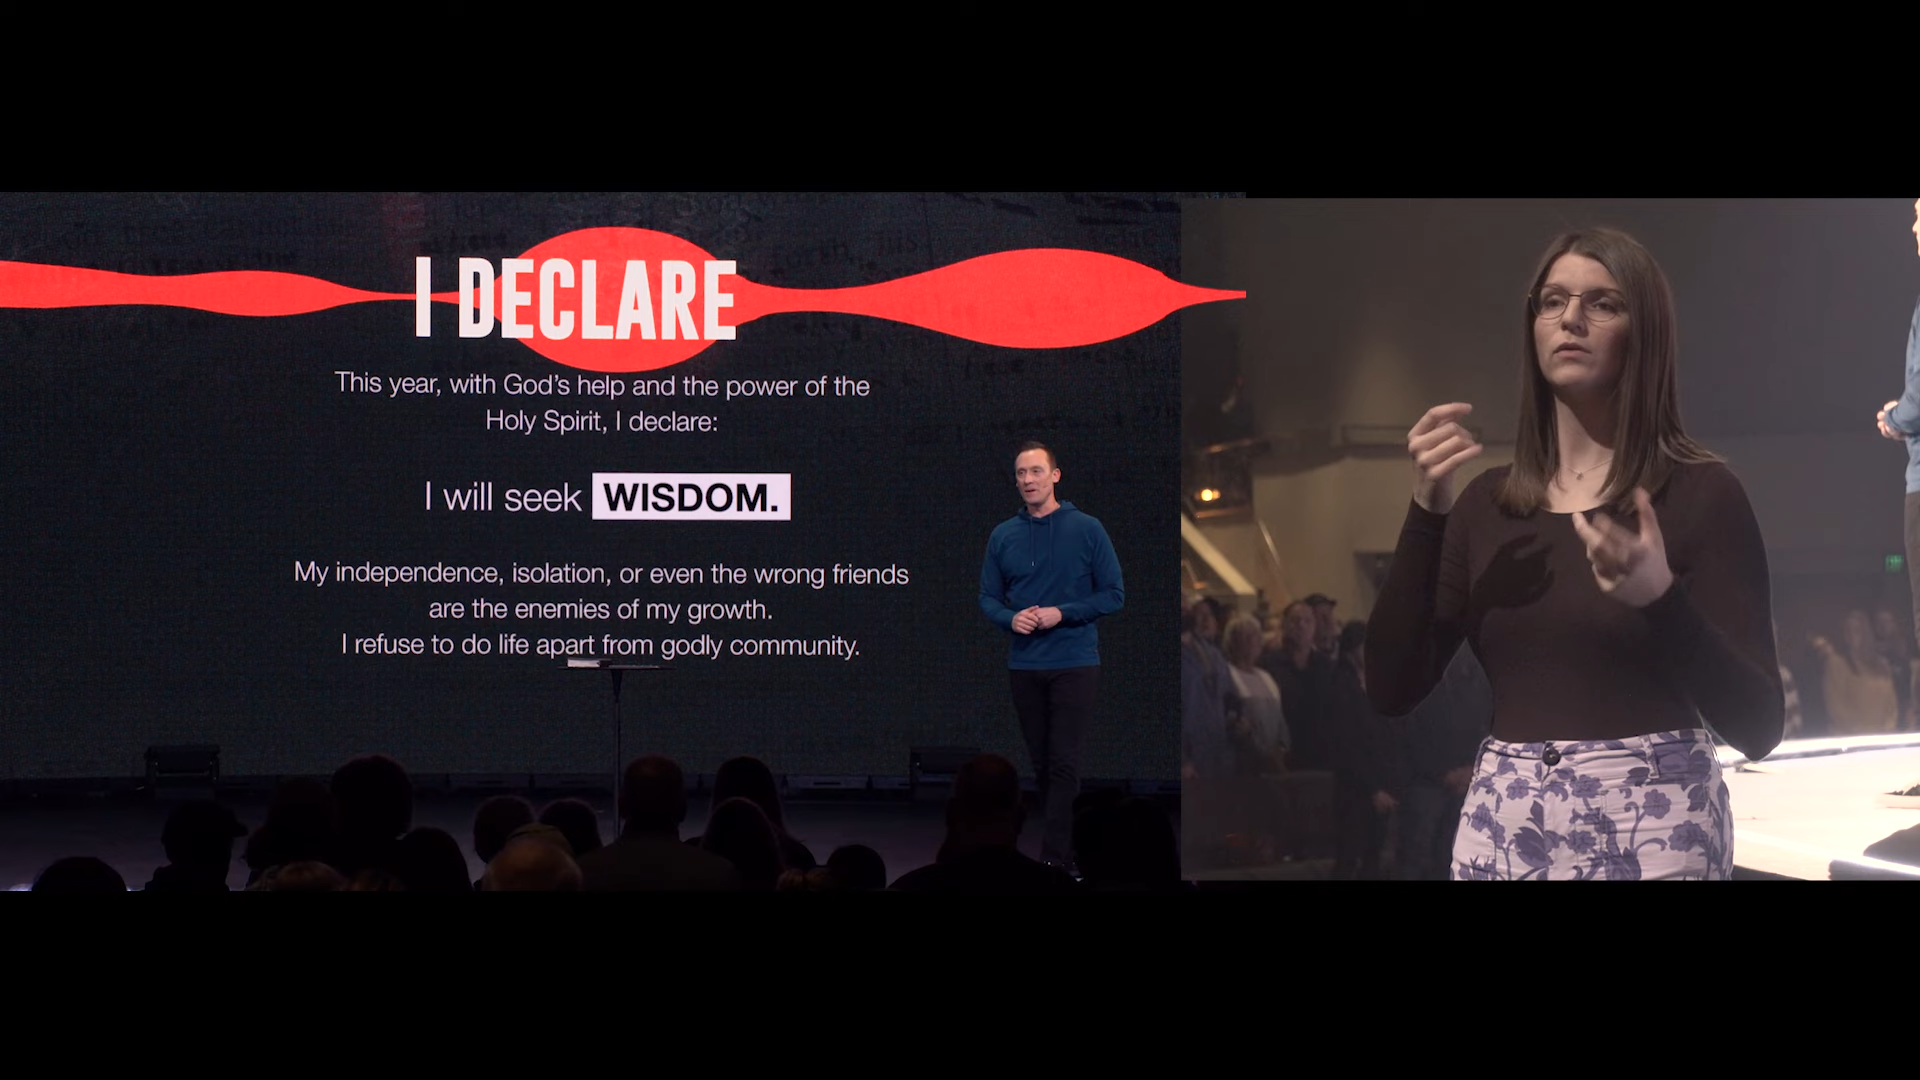 I DECLARE
This year, with God's help and the power of the
Holy Spirit, I declare:
I will seek WISDOM.
My independence, isolation, or even the wrong friends
are the enemies of my growth.
I refuse to do life apart from godly community.